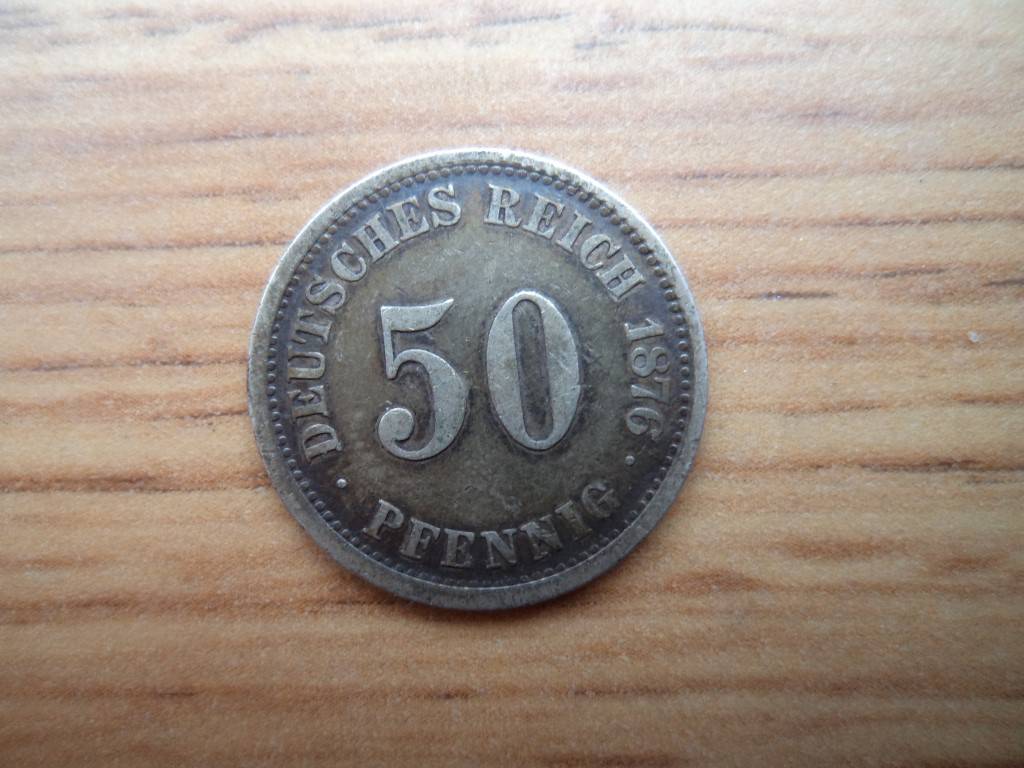 DEUTSCHES REICH 1876 ·
50
· PFENNIG